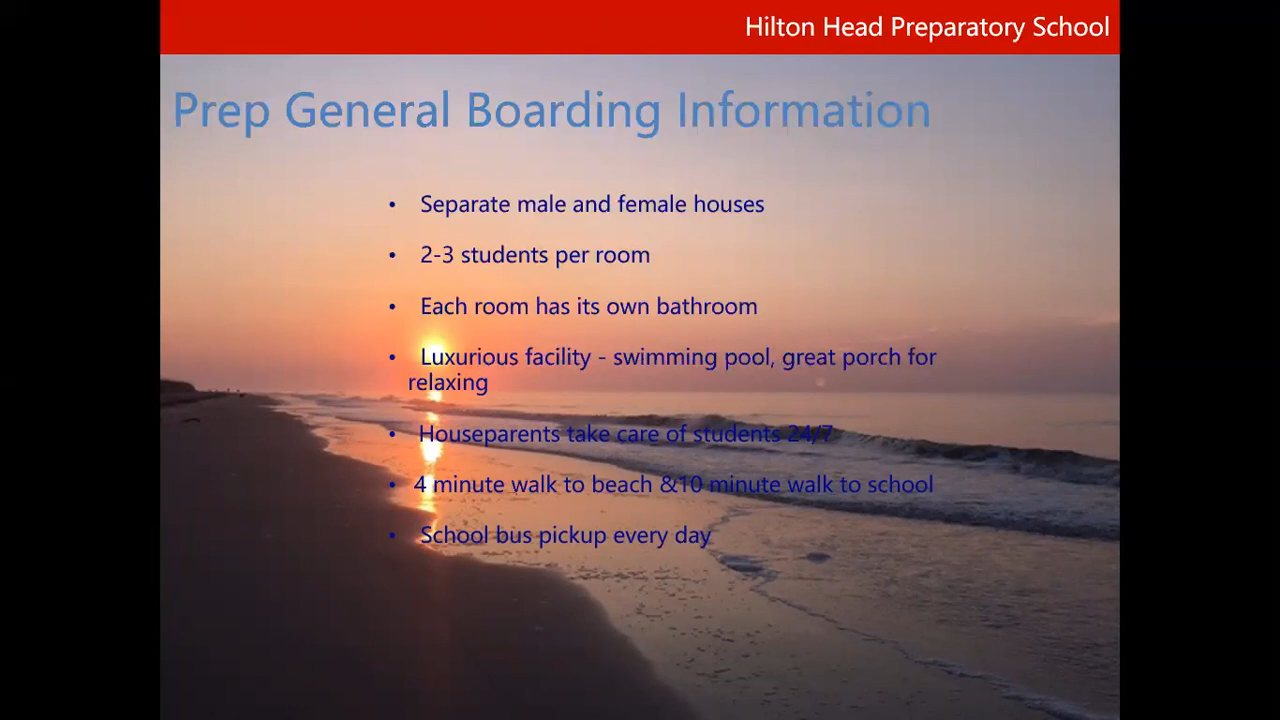 Hilton Head Preparatory School
Prep General Boarding Information
• Separate male and female houses
• 2-3 students per room
• Each room has its own bathroom
• Luxurious facility - swimming pool, great porch for
relaxing
• Houseparents take care of students 24/7
• 4 minute walk to beach &10 minute walk to school
• School bus pickup every day